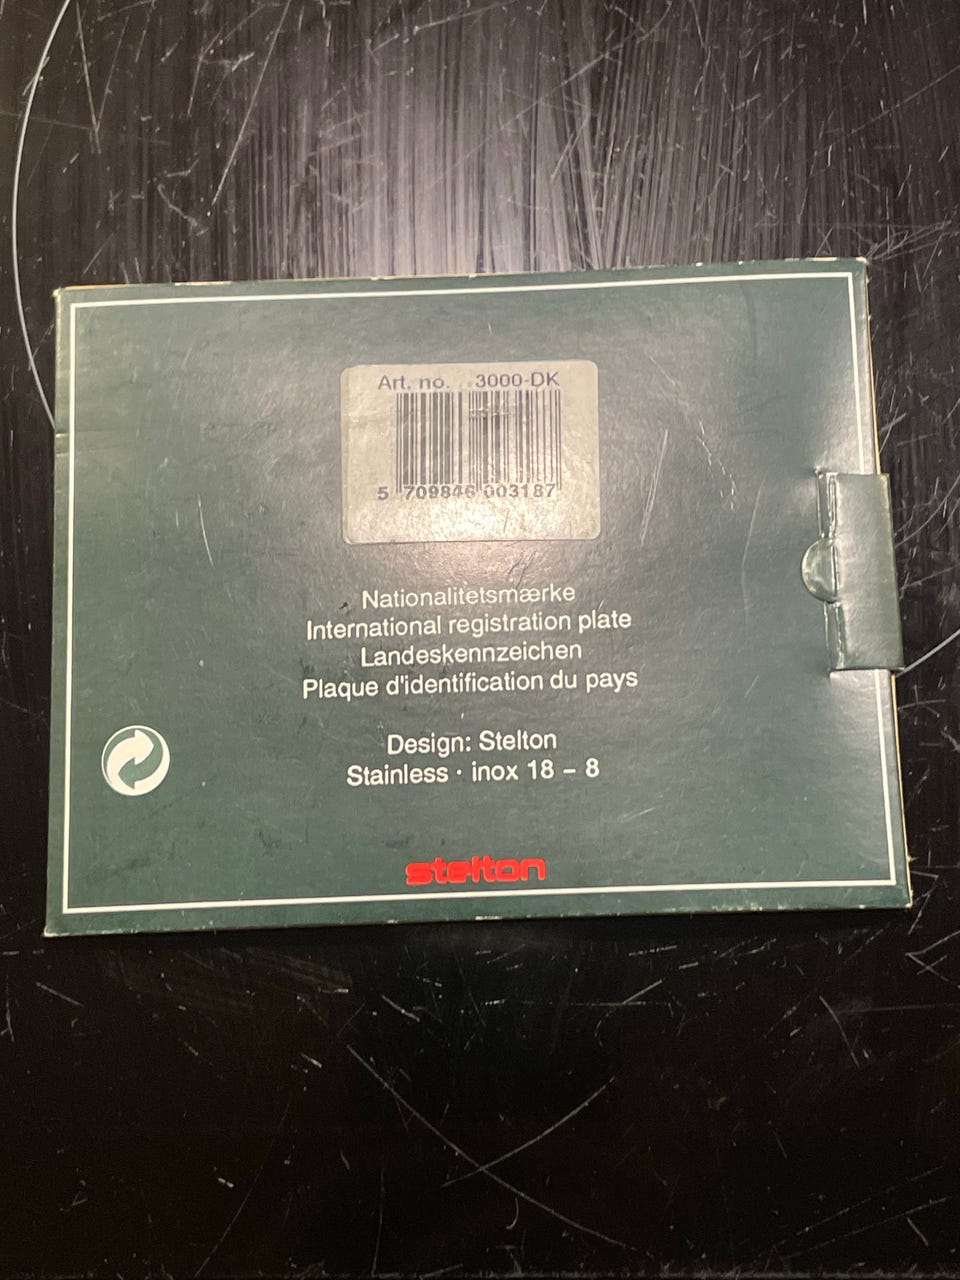 Art. no. 3000-DK
5 709846 003187
Nationalitetsmærke
International registration plate
Landeskennzeichen
Plaque d'identification du pays
Design: Stelton
Stainless · inox 18 – 8
stelton